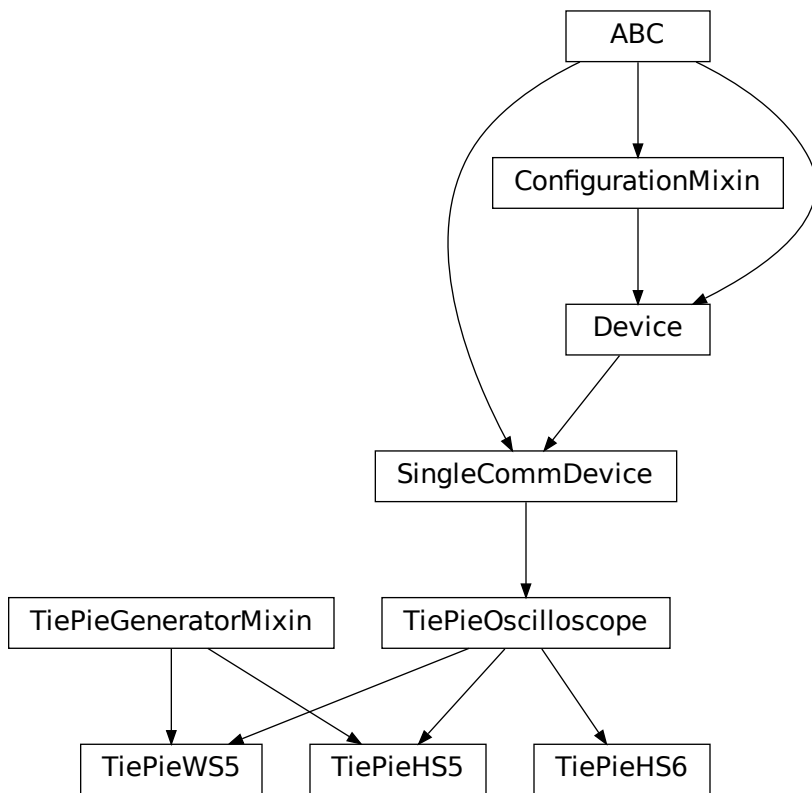 ABC
ConfigurationMixin
Device
SingleCommDevice
TiePieGeneratorMixin
TiePieOscilloscope
TiePieWS5
TiePieHS5
TiePieHS6